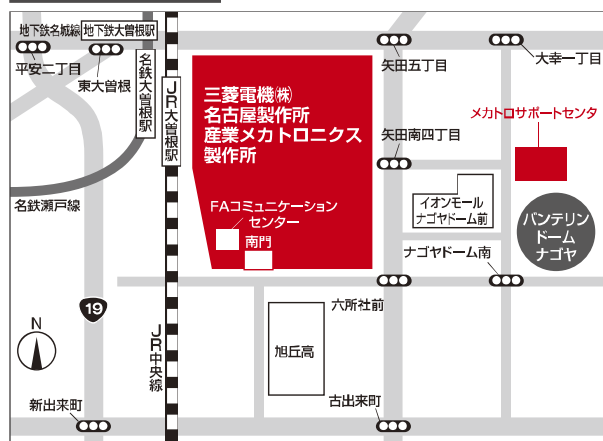 地下鉄名城線
地下鉄大曽根駅
平安二丁目
東大曽根
名鉄大曽根駅
JR大曽根駅
矢田五丁目
大幸一丁目
三菱電機㈱
名古屋製作所
産業メカトロニクス
製作所
メカトロサポートセンタ
矢田南四丁目
名鉄瀬戸線
FAコミュニケーション
センター
南門
イオンモール
ナゴヤドーム前
バンテリン
ドーム
ナゴヤ
ナゴヤドーム南
六所社前
19
N
JR中央線
旭丘高
新出来町
古出来町